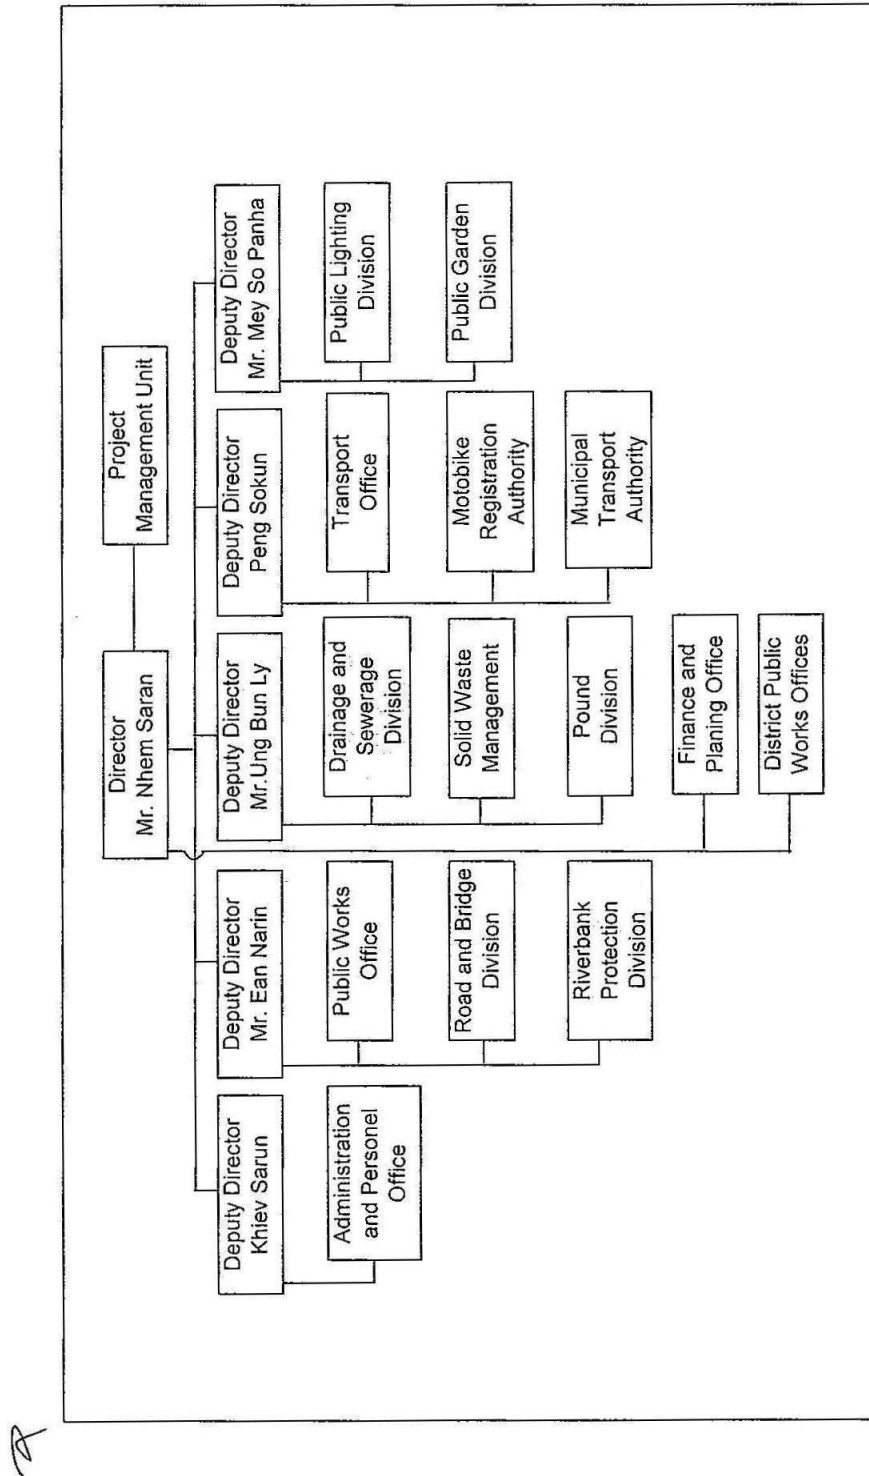 Director
Mr. Nhem Saran
Project
Management Unit
Deputy Director
Khiev Sarun
Administration
and Personel
Office
Deputy Director
Mr. Ean Narin
Public Works
Office
Road and Bridge
Division
Riverbank
Protection
Division
Deputy Director
Mr.Ung Bun Ly
Drainage and
Sewerage
Division
Solid Waste
Management
Pound
Division
Deputy Director
Peng Sokun
Transport
Office
Motobike
Registration
Authority
Municipal
Transport
Authority
Deputy Director
Mr. Mey So Panha
Public Lighting
Division
Public Garden
Division
Finance and
Planing Office
District Public
Works Offices